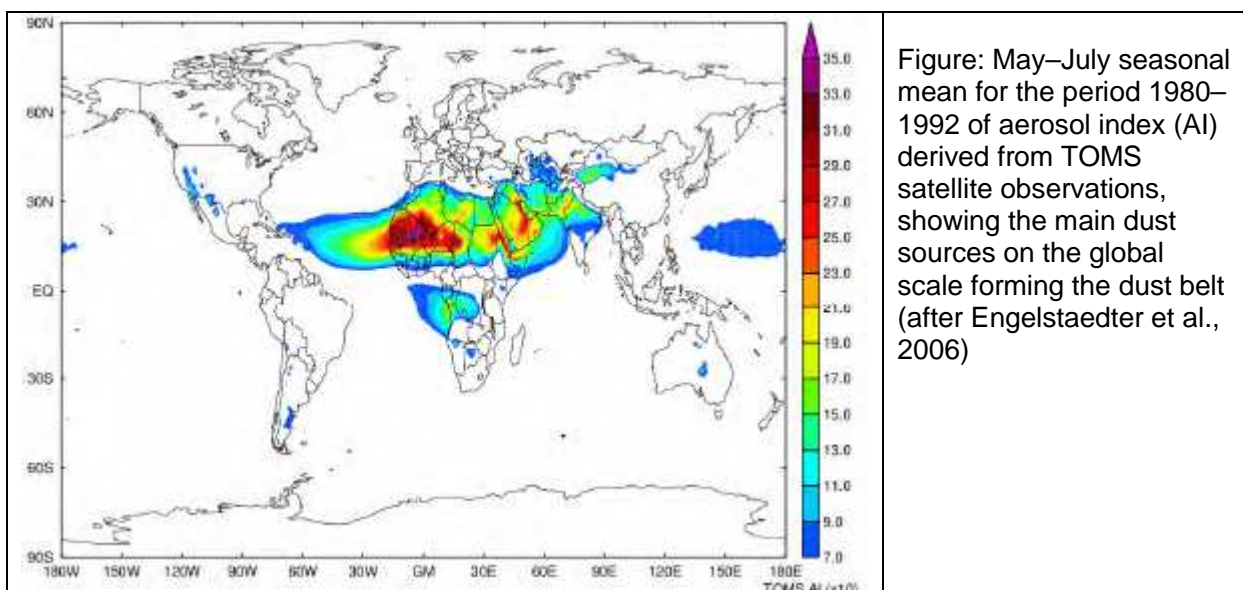 90N
60N
30N
EQ
30S
60S
90S
180W 150W 120W 90W 60W 30W GM 30E 60E 90E 120E 150E 180E
35.0
33.0
31.0
29.0
27.0
25.0
23.0
21.0
19.0
17.0
15.0
13.0
11.0
9.0
7.0
TOMS AI (x10)
Figure: May–July seasonal
mean for the period 1980–
1992 of aerosol index (AI)
derived from TOMS
satellite observations,
showing the main dust
sources on the global
scale forming the dust belt
(after Engelstaedter et al.,
2006)